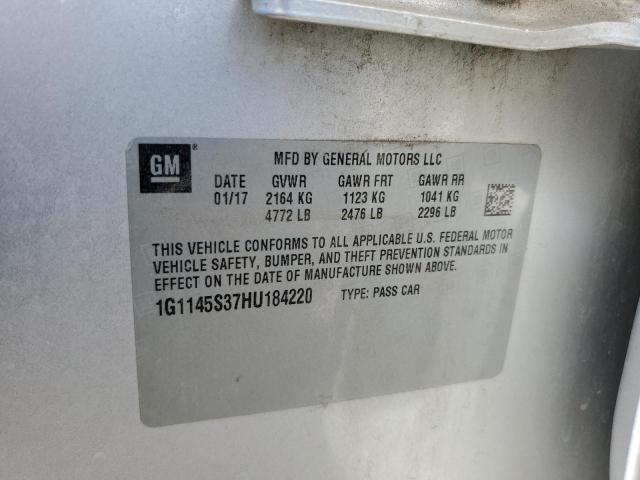 GM ®
MFD BY GENERAL MOTORS LLC
DATE GVWR GAWR FRT GAWR RR
01/17 2164 KG 1123 KG 1041 KG
4772 LB 2476 LB 2296 LB
THIS VEHICLE CONFORMS TO ALL APPLICABLE U.S. FEDERAL MOTOR
VEHICLE SAFETY, BUMPER, AND THEFT PREVENTION STANDARDS IN
EFFECT ON THE DATE OF MANUFACTURE SHOWN ABOVE.
1G1145S37HU184220 TYPE: PASS CAR